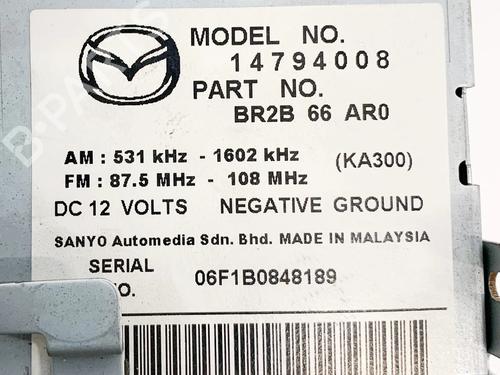 MODEL NO.
14794008
PART NO.
BR2B 66 AR0
AM : 531 kHz - 1602 kHz (KA300)
FM : 87.5 MHz - 108 MHz
DC 12 VOLTS NEGATIVE GROUND
SANYO Automedia Sdn. Bhd. MADE IN MALAYSIA
SERIAL
NO. 06F1B0848189
B-PARTS